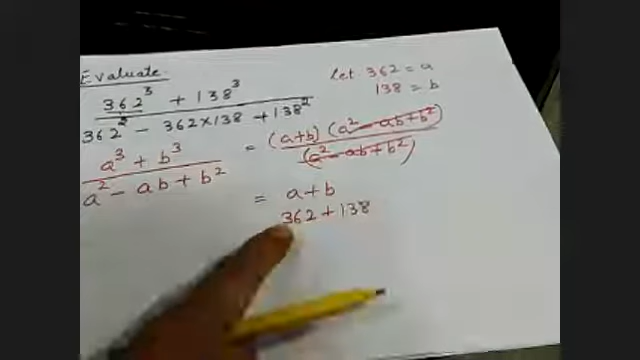 Evaluate
362³ + 138³
362² - 362×138 + 138²
let 362 = a
138 = b
a³ + b³
a² - ab + b²
= (a+b) (a² - ab + b²)
(a² - ab + b²)
= a + b
362 + 138